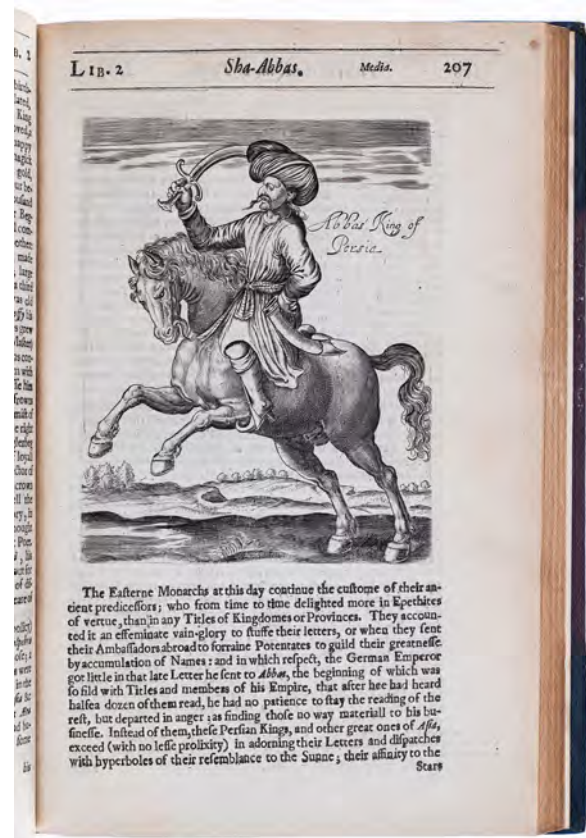 LIB. 2 Sha-Abbas. Media. 207
Abbas King of
Persia.
The Easterne Monarchs at this day continue the custome of their an-
cient predicessors; who from time to time delighted more in Epethites
of vertue, than in any Titles of Kingdomes or Provinces. They accoun-
ted it an effeminate vain-glory to stuffe their letters, or when they sent
their Ambassadors abroad to forraine Potentates to guild their greatnesse
by accumulation of Names: and in which respect, the German Emperor
got little in that late Letter he sent to Abbas, the beginning of which was
so fild with Titles and members of his Empire, that after hee had heard
halfea dozen of them read, he had no patience to stay the reading of the
rest, but departed in anger: as finding those no way materiall to his bu-
sinesse. Instead of them, these Persian Kings, and other great ones of Asia,
exceed (with no lesse prolixity) in adorning their Letters and dispatches
with hyperboles of their resemblance to the Sunne; their affinity to the
Stars